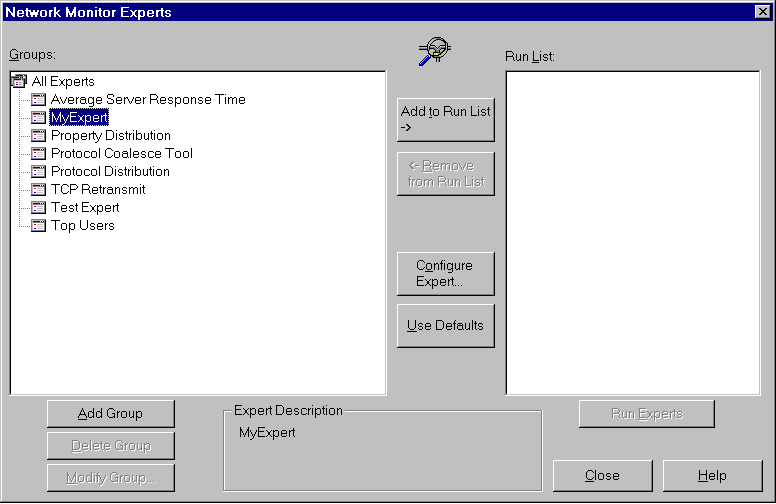 Network Monitor Experts
Groups:
Run List:
All Experts
Average Server Response Time
MyExpert
Property Distribution
Protocol Coalesce Tool
Protocol Distribution
TCP Retransmit
Test Expert
Top Users
Add to Run List
->
<- Remove
from Run List
Configure
Expert...
Use Defaults
Add Group
Delete Group
Modify Group...
Expert Description
MyExpert
Run Experts
Close
Help